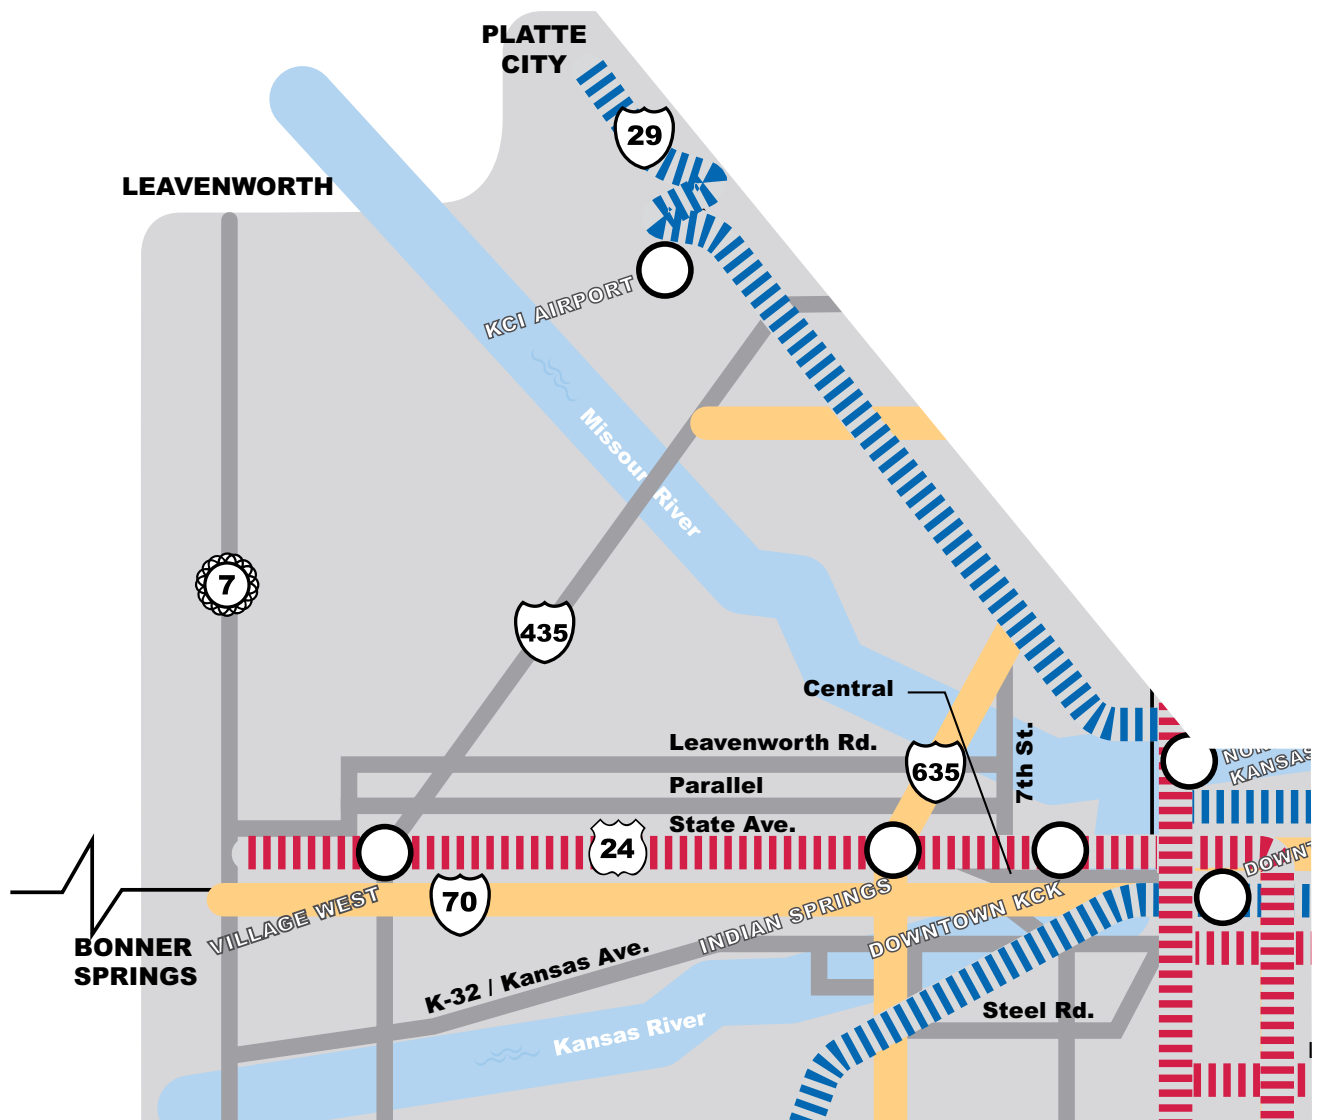 PLATTE
CITY
29
LEAVENWORTH
KCI AIRPORT
Missouri River
7
435
Central
Leavenworth Rd.
635
7th St.
Parallel
State Ave.
24
KANSAS
70
VILLAGE WEST
INDIAN SPRINGS
DOWNTOWN KCK
BONNER
SPRINGS
K-32 / Kansas Ave.
Steel Rd.
Kansas River